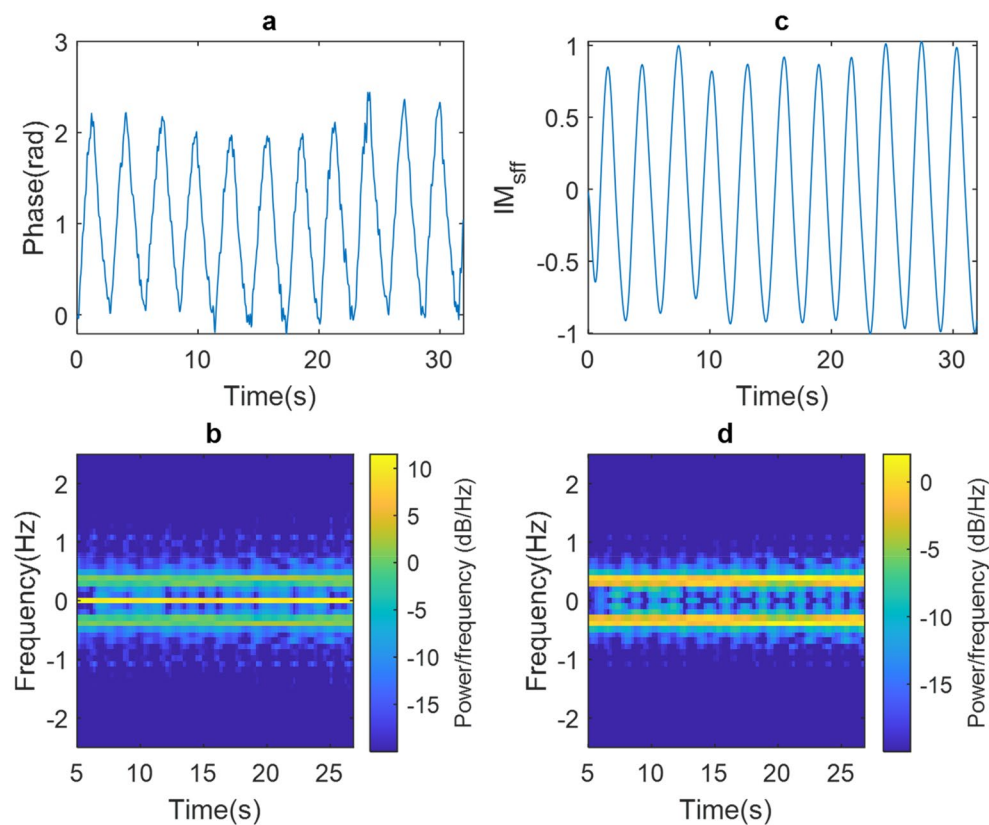 a
3
2
1
0
Phase(rad)
0 10 20 30
Time(s)
c
1
0.5
0
-0.5
-1
IMsff
0 10 20 30
Time(s)
b
2
1
0
-1
-2
Frequency(Hz)
5 10 15 20 25
Time(s)
10
5
0
-5
-10
-15
Power/frequency (dB/Hz)
d
2
1
0
-1
-2
Frequency(Hz)
5 10 15 20 25
Time(s)
0
-5
-10
-15
Power/frequency (dB/Hz)